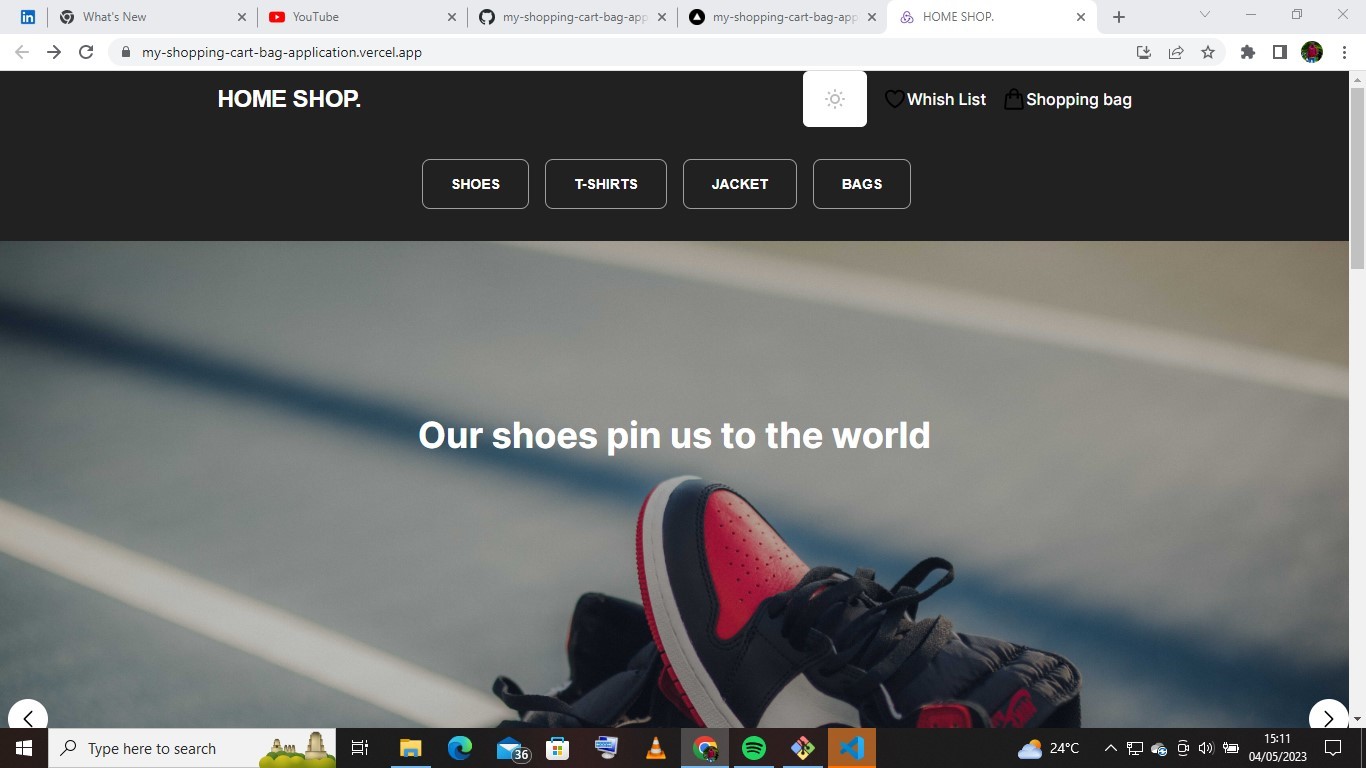 What's New
YouTube
my-shopping-cart-bag-app
my-shopping-cart-bag-app
HOME SHOP.
my-shopping-cart-bag-application.vercel.app
HOME SHOP.
Whish List
Shopping bag
SHOES
T-SHIRTS
JACKET
BAGS
Our shoes pin us to the world
Type here to search
36
24°C
15:11
04/05/2023